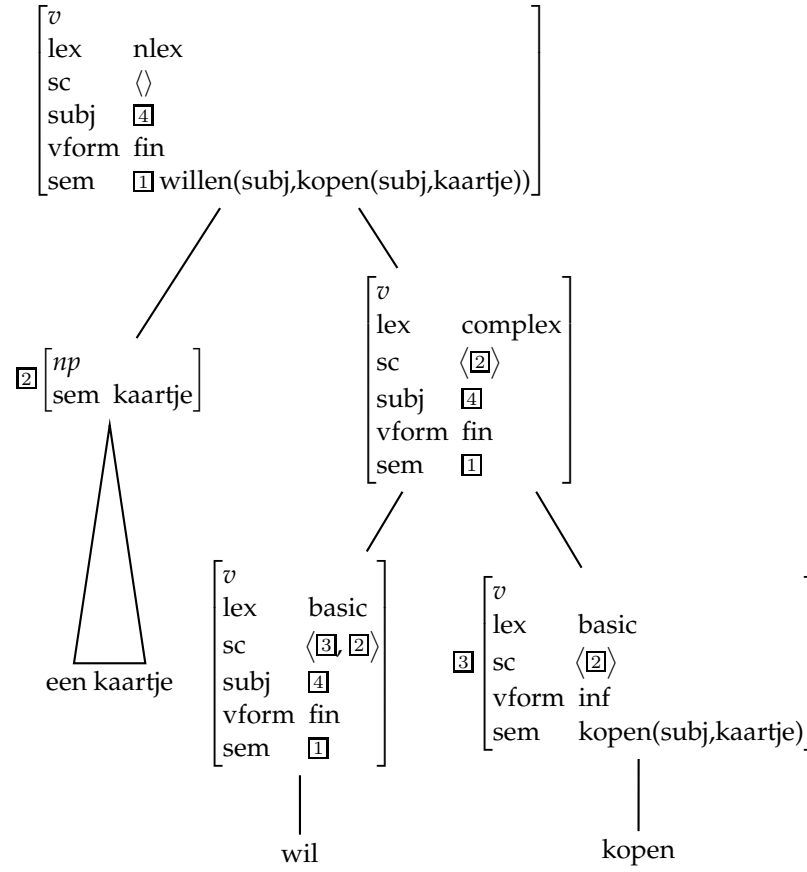 v
lex nlex
sc ⟨⟩
subj 4
vform fin
sem 1 willen(subj,kopen(subj,kaartje))
2 np
sem kaartje
v
lex complex
sc ⟨2⟩
subj 4
vform fin
sem 1
een kaartje
v
lex basic
sc ⟨3, 2⟩
subj 4
vform fin
sem 1
wil
v
lex basic
3 sc ⟨2⟩
vform inf
sem kopen(subj,kaartje)
kopen